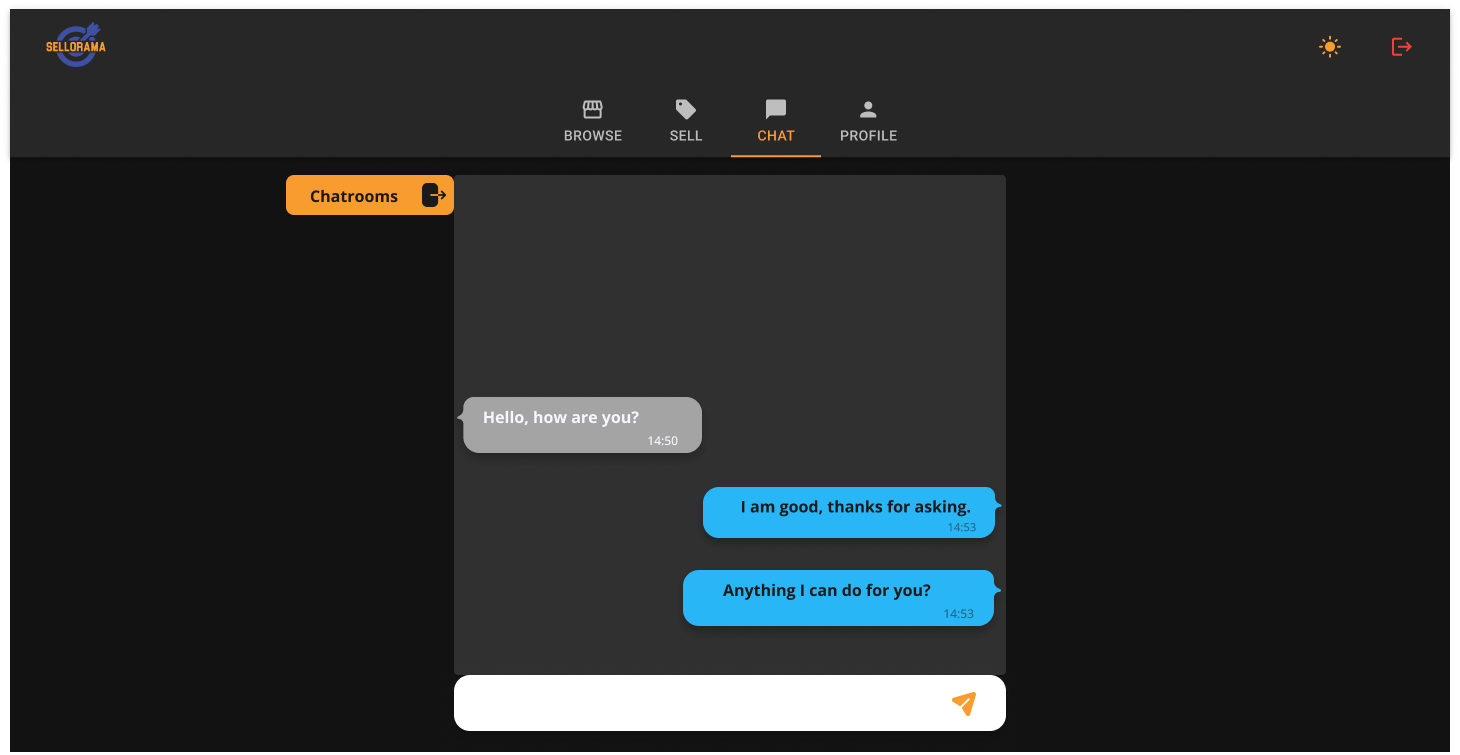 SELLORAMA
BROWSE
SELL
CHAT
PROFILE
Chatrooms
Hello, how are you?
14:50
I am good, thanks for asking.
14:53
Anything I can do for you?
14:53